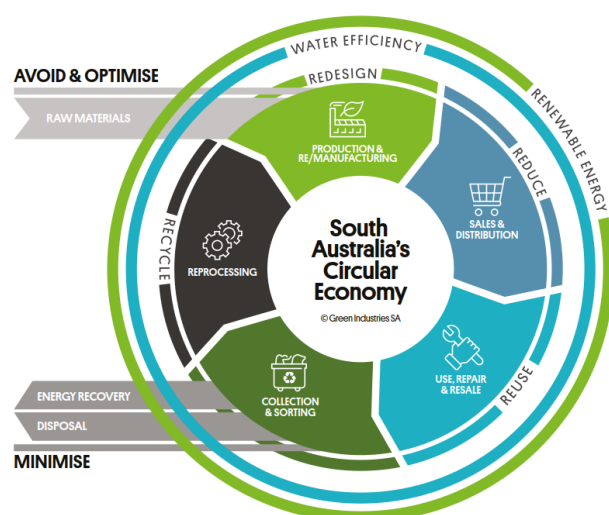 WATER EFFICIENCY
RENEWABLE ENERGY
AVOID & OPTIMISE
RAW MATERIALS
REDESIGN
PRODUCTION &
RE/MANUFACTURING
REDUCE
SALES &
DISTRIBUTION
RECYCLE
REPROCESSING
South
Australia's
Circular
Economy
© Green Industries SA
USE, REPAIR
& RESALE
REUSE
COLLECTION
& SORTING
ENERGY RECOVERY
DISPOSAL
MINIMISE